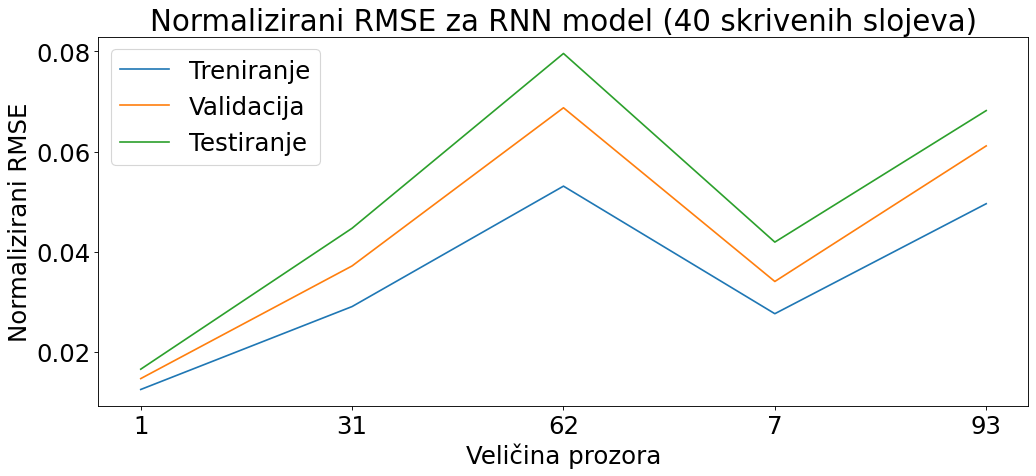 Normalizirani RMSE za RNN model (40 skrivenih slojeva)
Treniranje
Validacija
Testiranje
Normalizirani RMSE
0.08
0.06
0.04
0.02
1 31 62 7 93
Veličina prozora